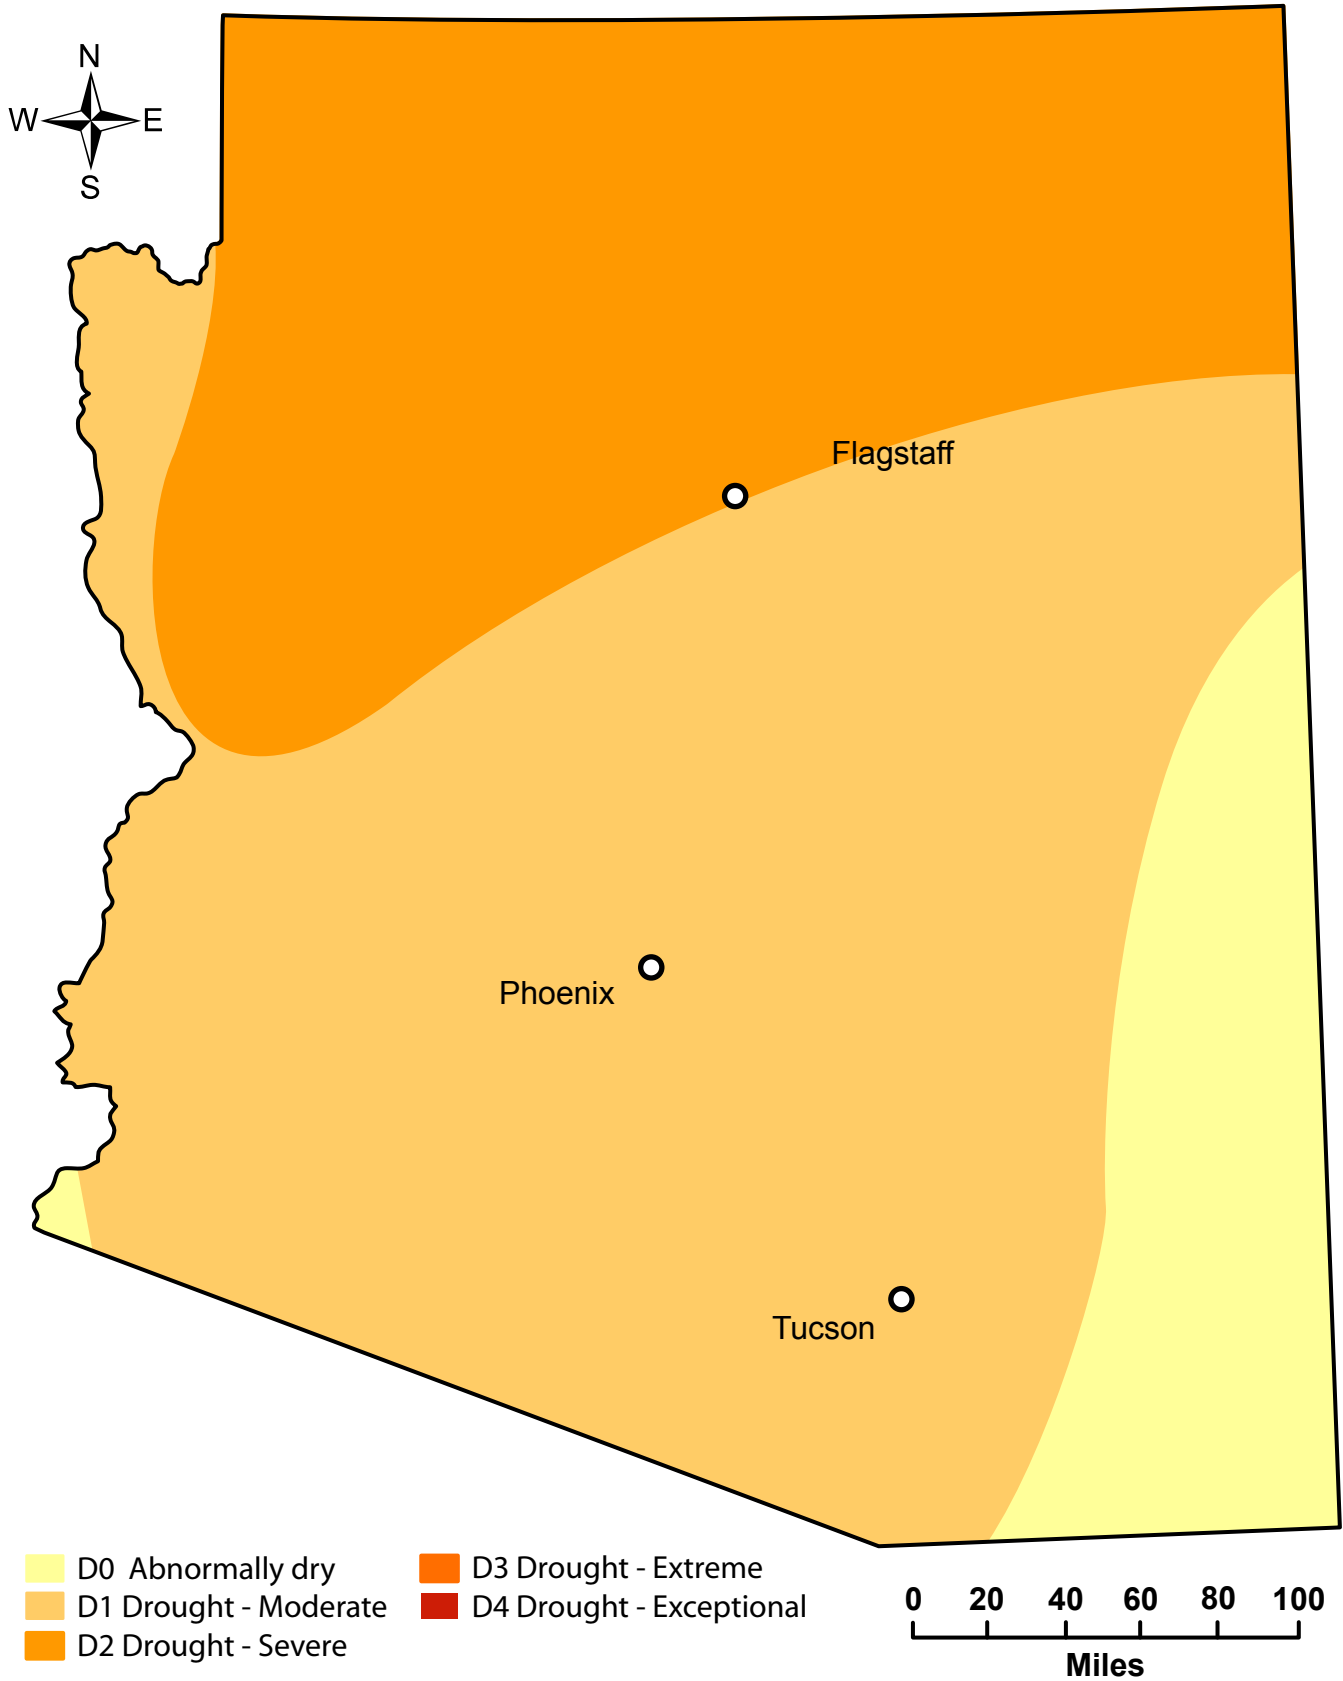 N
W E
S
Flagstaff
Phoenix
Tucson
D0 Abnormally dry
D1 Drought - Moderate
D2 Drought - Severe
D3 Drought - Extreme
D4 Drought - Exceptional
0 20 40 60 80 100
Miles